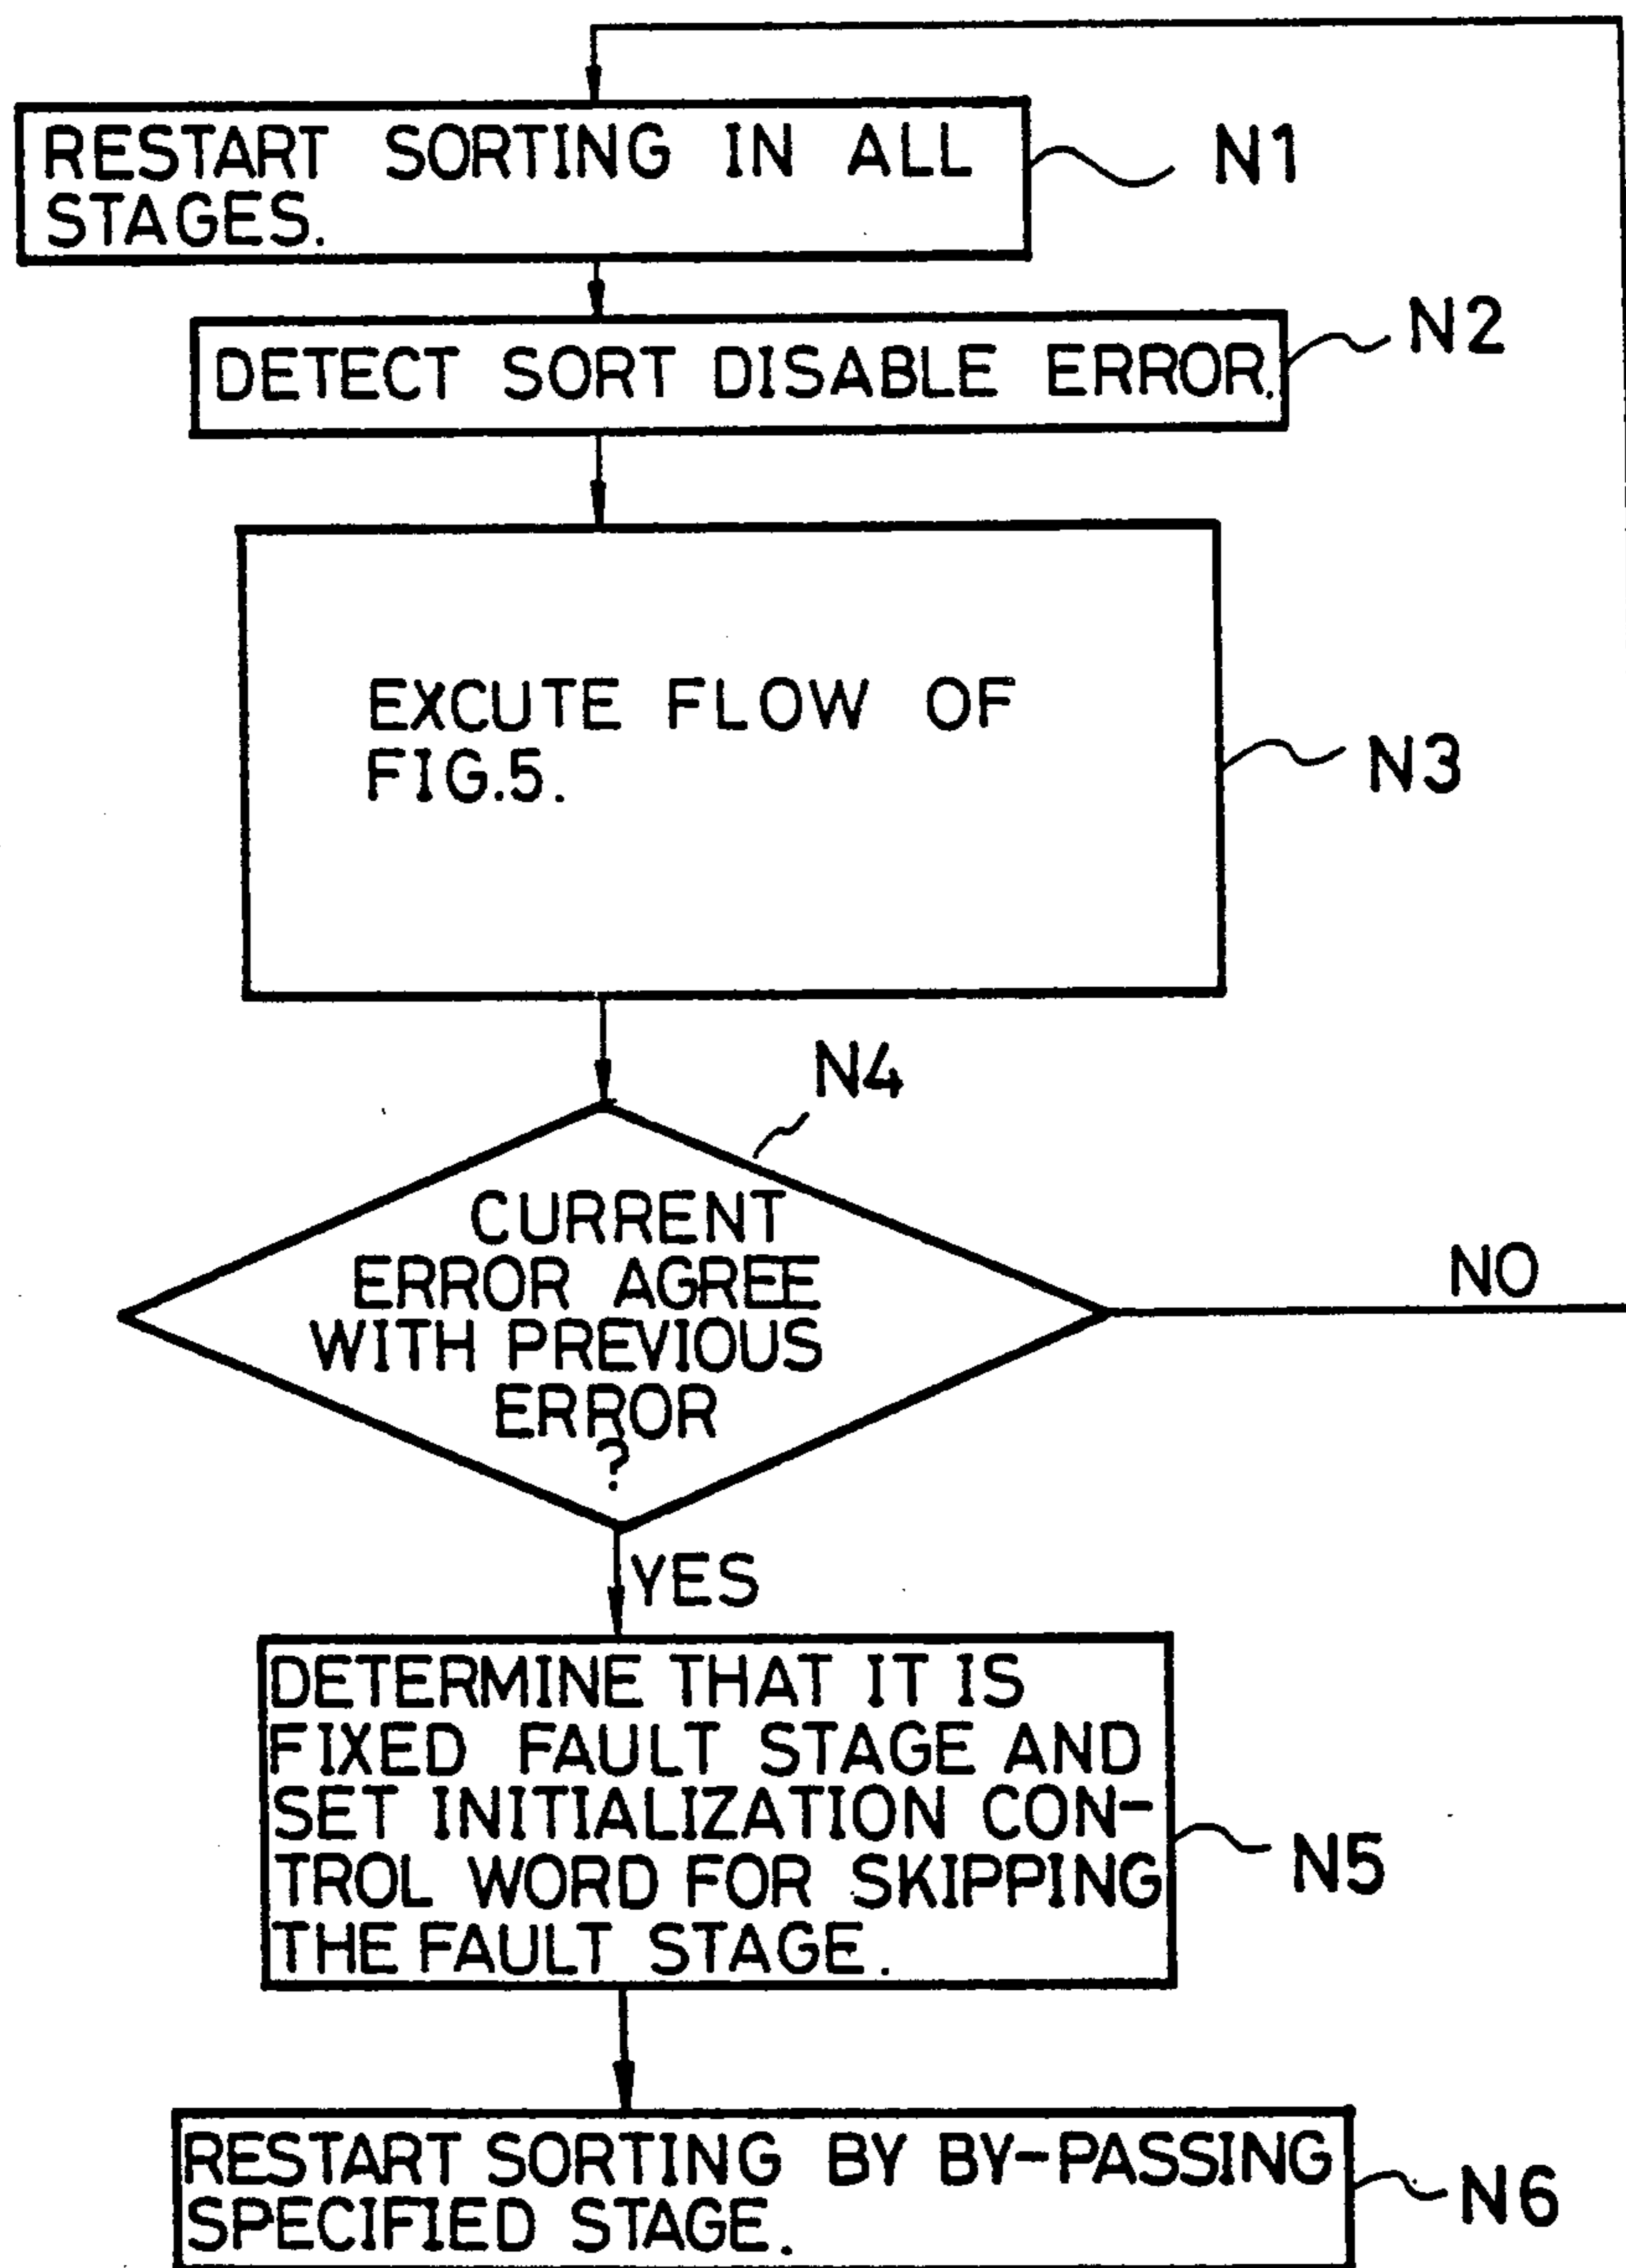 RESTART SORTING IN ALL
STAGES.
N1
DETECT SORT DISABLE ERROR.
N2
EXCUTE FLOW OF
FIG.5.
N3
N4
CURRENT
ERROR AGREE
WITH PREVIOUS
ERROR
?
NO
YES
DETERMINE THAT IT IS
FIXED FAULT STAGE AND
SET INITIALIZATION CON-
TROL WORD FOR SKIPPING
THE FAULT STAGE.
N5
RESTART SORTING BY BY-PASSING
SPECIFIED STAGE.
N6